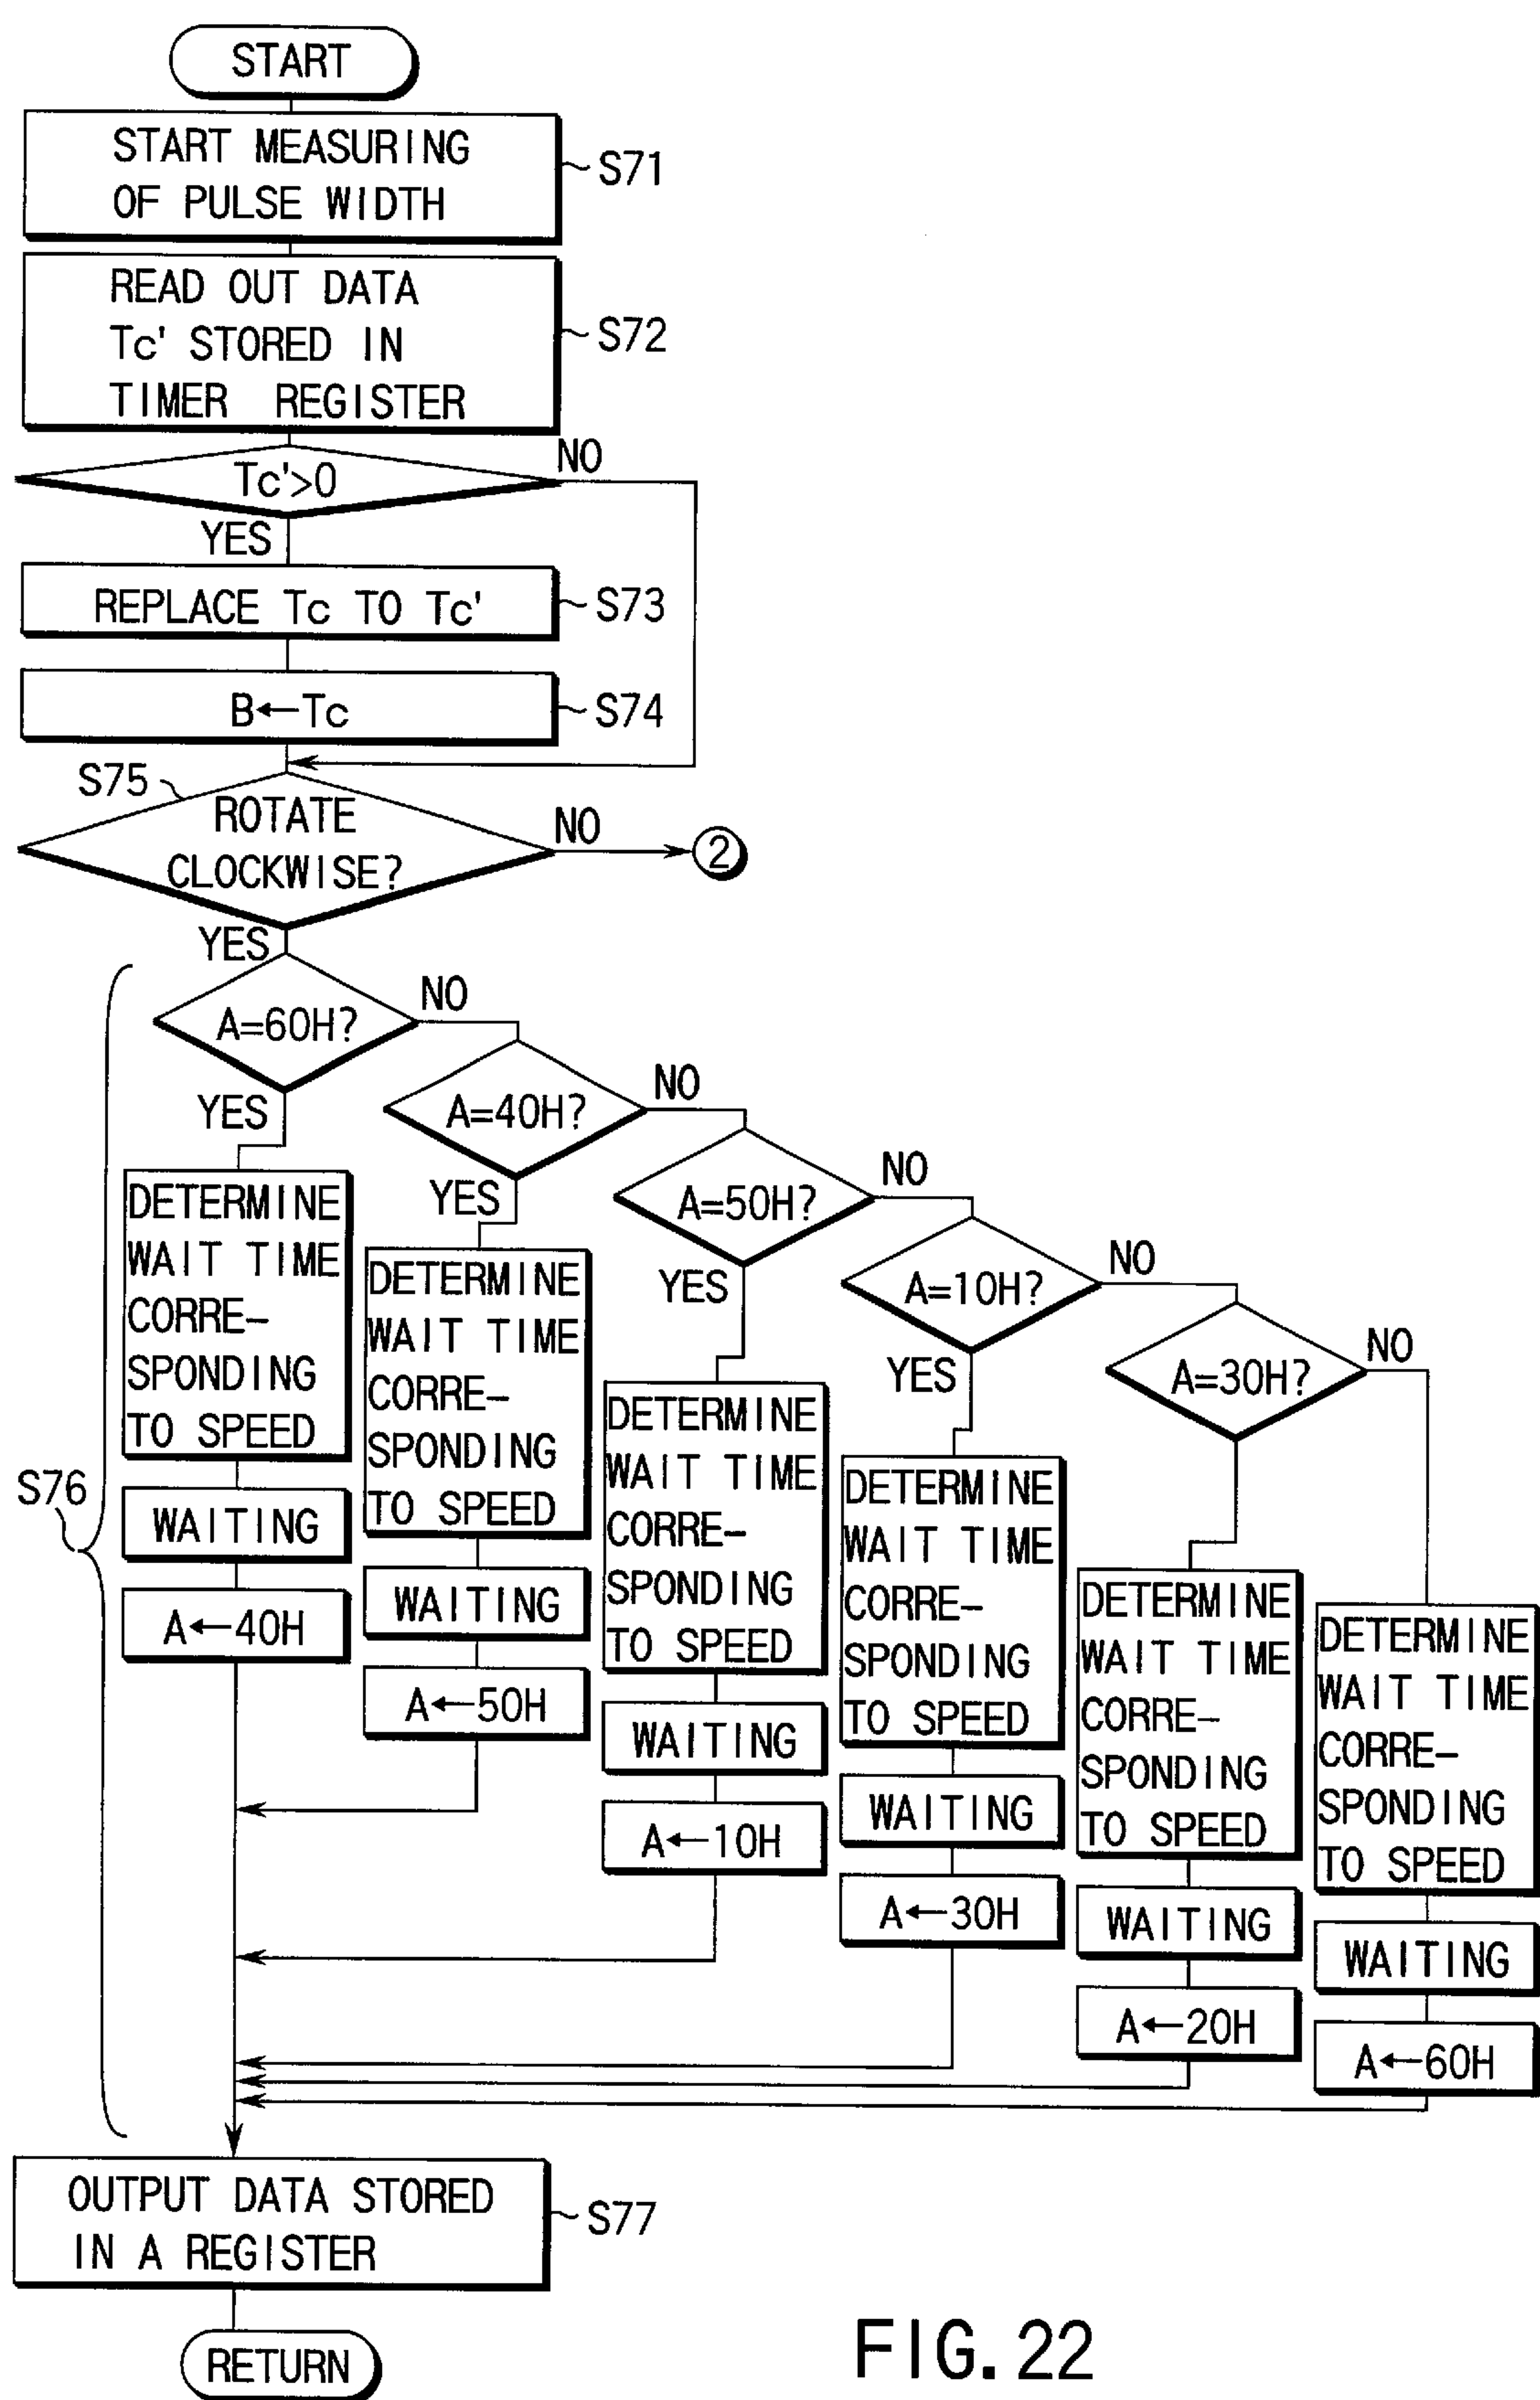 START
START MEASURING
OF PULSE WIDTH
S71
READ OUT DATA
Tc' STORED IN
TIMER REGISTER
S72
Tc'>0
NO
YES
REPLACE Tc TO Tc'
S73
B←Tc
S74
S75
ROTATE
CLOCKWISE?
NO
2
YES
S76
A=60H?
NO
YES
DETERMINE
WAIT TIME
CORRE-
SPONDING
TO SPEED
WAITING
A←40H
A=40H?
NO
YES
DETERMINE
WAIT TIME
CORRE-
SPONDING
TO SPEED
WAITING
A←50H
A=50H?
NO
YES
DETERMINE
WAIT TIME
CORRE-
SPONDING
TO SPEED
WAITING
A←10H
A=10H?
NO
YES
DETERMINE
WAIT TIME
CORRE-
SPONDING
TO SPEED
WAITING
A←30H
A=30H?
NO
DETERMINE
WAIT TIME
CORRE-
SPONDING
TO SPEED
WAITING
A←20H
DETERMINE
WAIT TIME
CORRE-
SPONDING
TO SPEED
WAITING
A←60H
OUTPUT DATA STORED
IN A REGISTER
S77
RETURN
FIG. 22